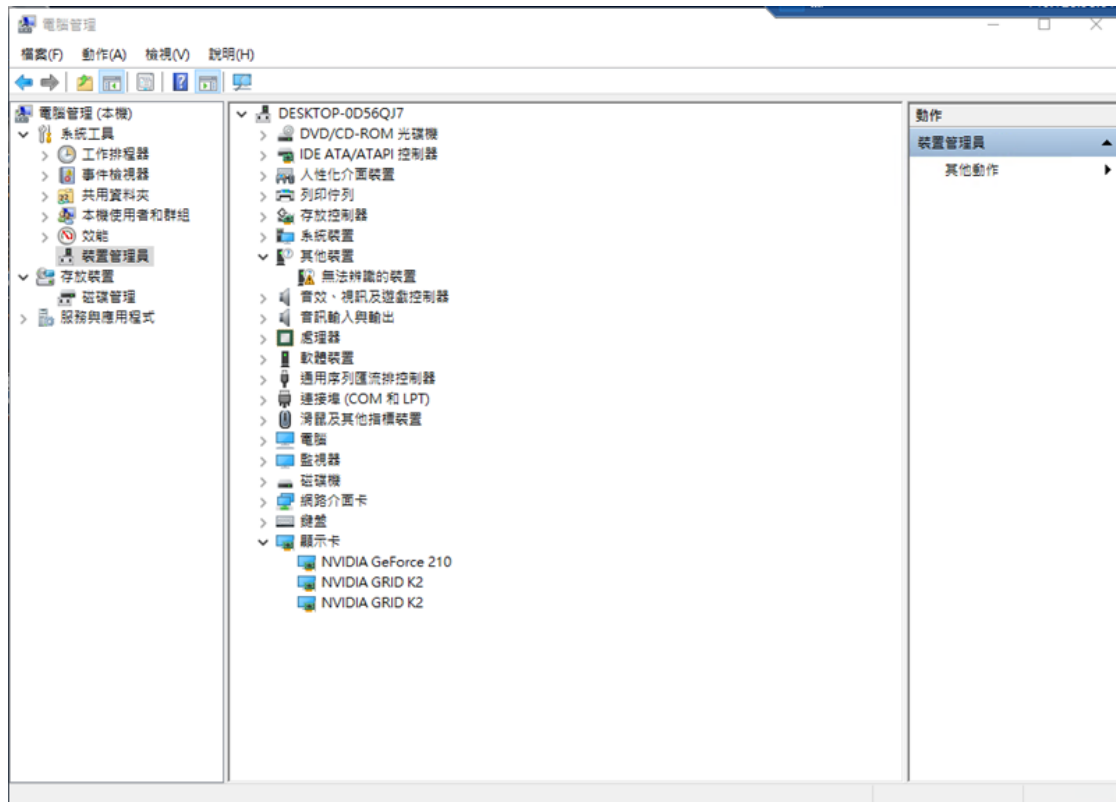 電腦管理
檔案(F) 動作(A) 檢視(V) 說明(H)
電腦管理 (本機)
系統工具
工作排程器
事件檢視器
共用資料夾
本機使用者和群組
效能
裝置管理員
存放裝置
磁碟管理
服務與應用程式
DESKTOP-0D56QJ7
DVD/CD-ROM 光碟機
IDE ATA/ATAPI 控制器
人性化介面裝置
列印佇列
存放控制器
系統裝置
其他裝置
無法辨識的裝置
音效、視訊及遊戲控制器
音訊輸入與輸出
處理器
軟體裝置
通用序列匯流排控制器
連接埠 (COM 和 LPT)
滑鼠及其他指標裝置
電腦
監視器
磁碟機
網路介面卡
鍵盤
顯示卡
NVIDIA GeForce 210
NVIDIA GRID K2
NVIDIA GRID K2
動作
裝置管理員
其他動作